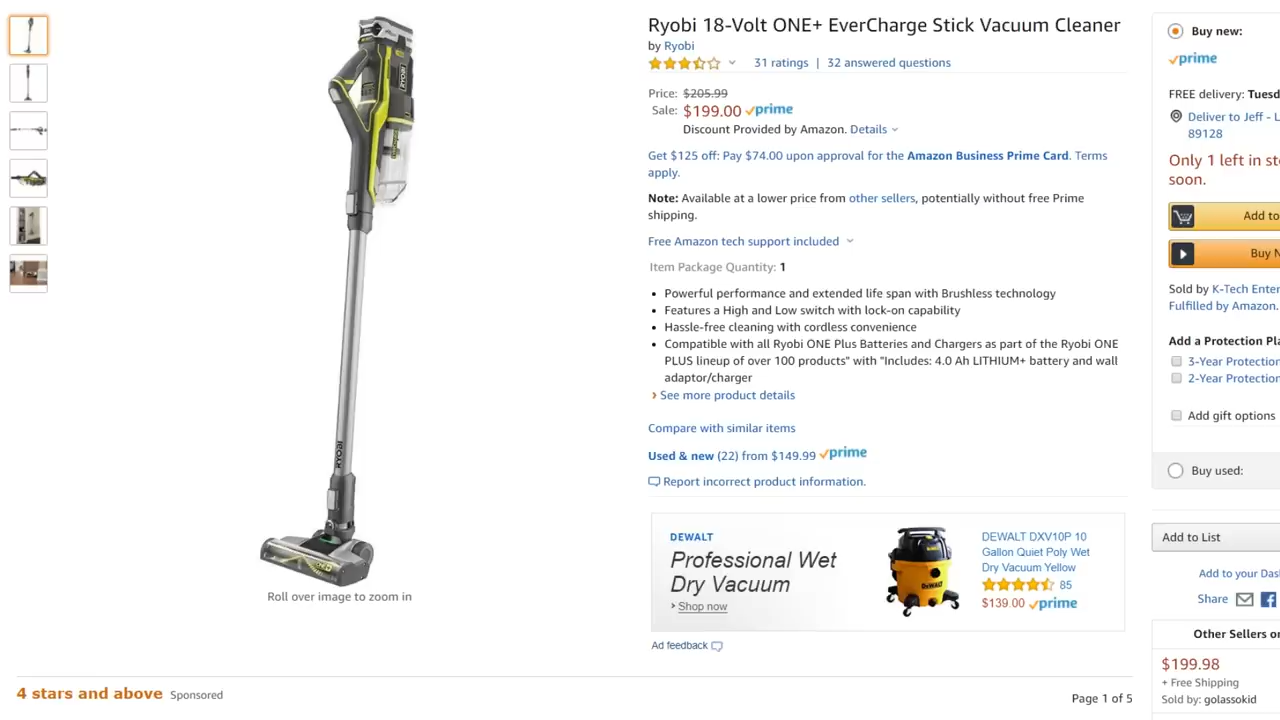 Ryobi 18-Volt ONE+ EverCharge Stick Vacuum Cleaner
by Ryobi
31 ratings | 32 answered questions
Price: $205.99
Sale: $199.00 prime
Discount Provided by Amazon. Details
Get $125 off: Pay $74.00 upon approval for the Amazon Business Prime Card. Terms
apply.
Note: Available at a lower price from other sellers, potentially without free Prime
shipping.
Free Amazon tech support included
Item Package Quantity: 1
• Powerful performance and extended life span with Brushless technology
• Features a High and Low switch with lock-on capability
• Hassle-free cleaning with cordless convenience
• Compatible with all Ryobi ONE Plus Batteries and Chargers as part of the Ryobi ONE
PLUS lineup of over 100 products" with "Includes: 4.0 Ah LITHIUM+ battery and wall
adaptor/charger
› See more product details
Compare with similar items
Used & new (22) from $149.99 prime
Report incorrect product information.
DEWALT
Professional Wet
Dry Vacuum
› Shop now
DEWALT
DEWALT DXV10P 10
Gallon Quiet Poly Wet
Dry Vacuum Yellow
85
$139.00 prime
Ad feedback
RYOBI
RYOBI
Roll over image to zoom in
4 stars and above Sponsored
Page 1 of 5
Buy new:
prime
FREE delivery: Tuesd
Deliver to Jeff - L
89128
Only 1 left in sto
soon.
Add to
Buy N
Sold by K-Tech Enter
Fulfilled by Amazon.
Add a Protection Pla
3-Year Protection
2-Year Protection
Add gift options
Buy used:
Add to List
Add to your Dash
Share
Other Sellers on
$199.98
+ Free Shipping
Sold by: golassokid